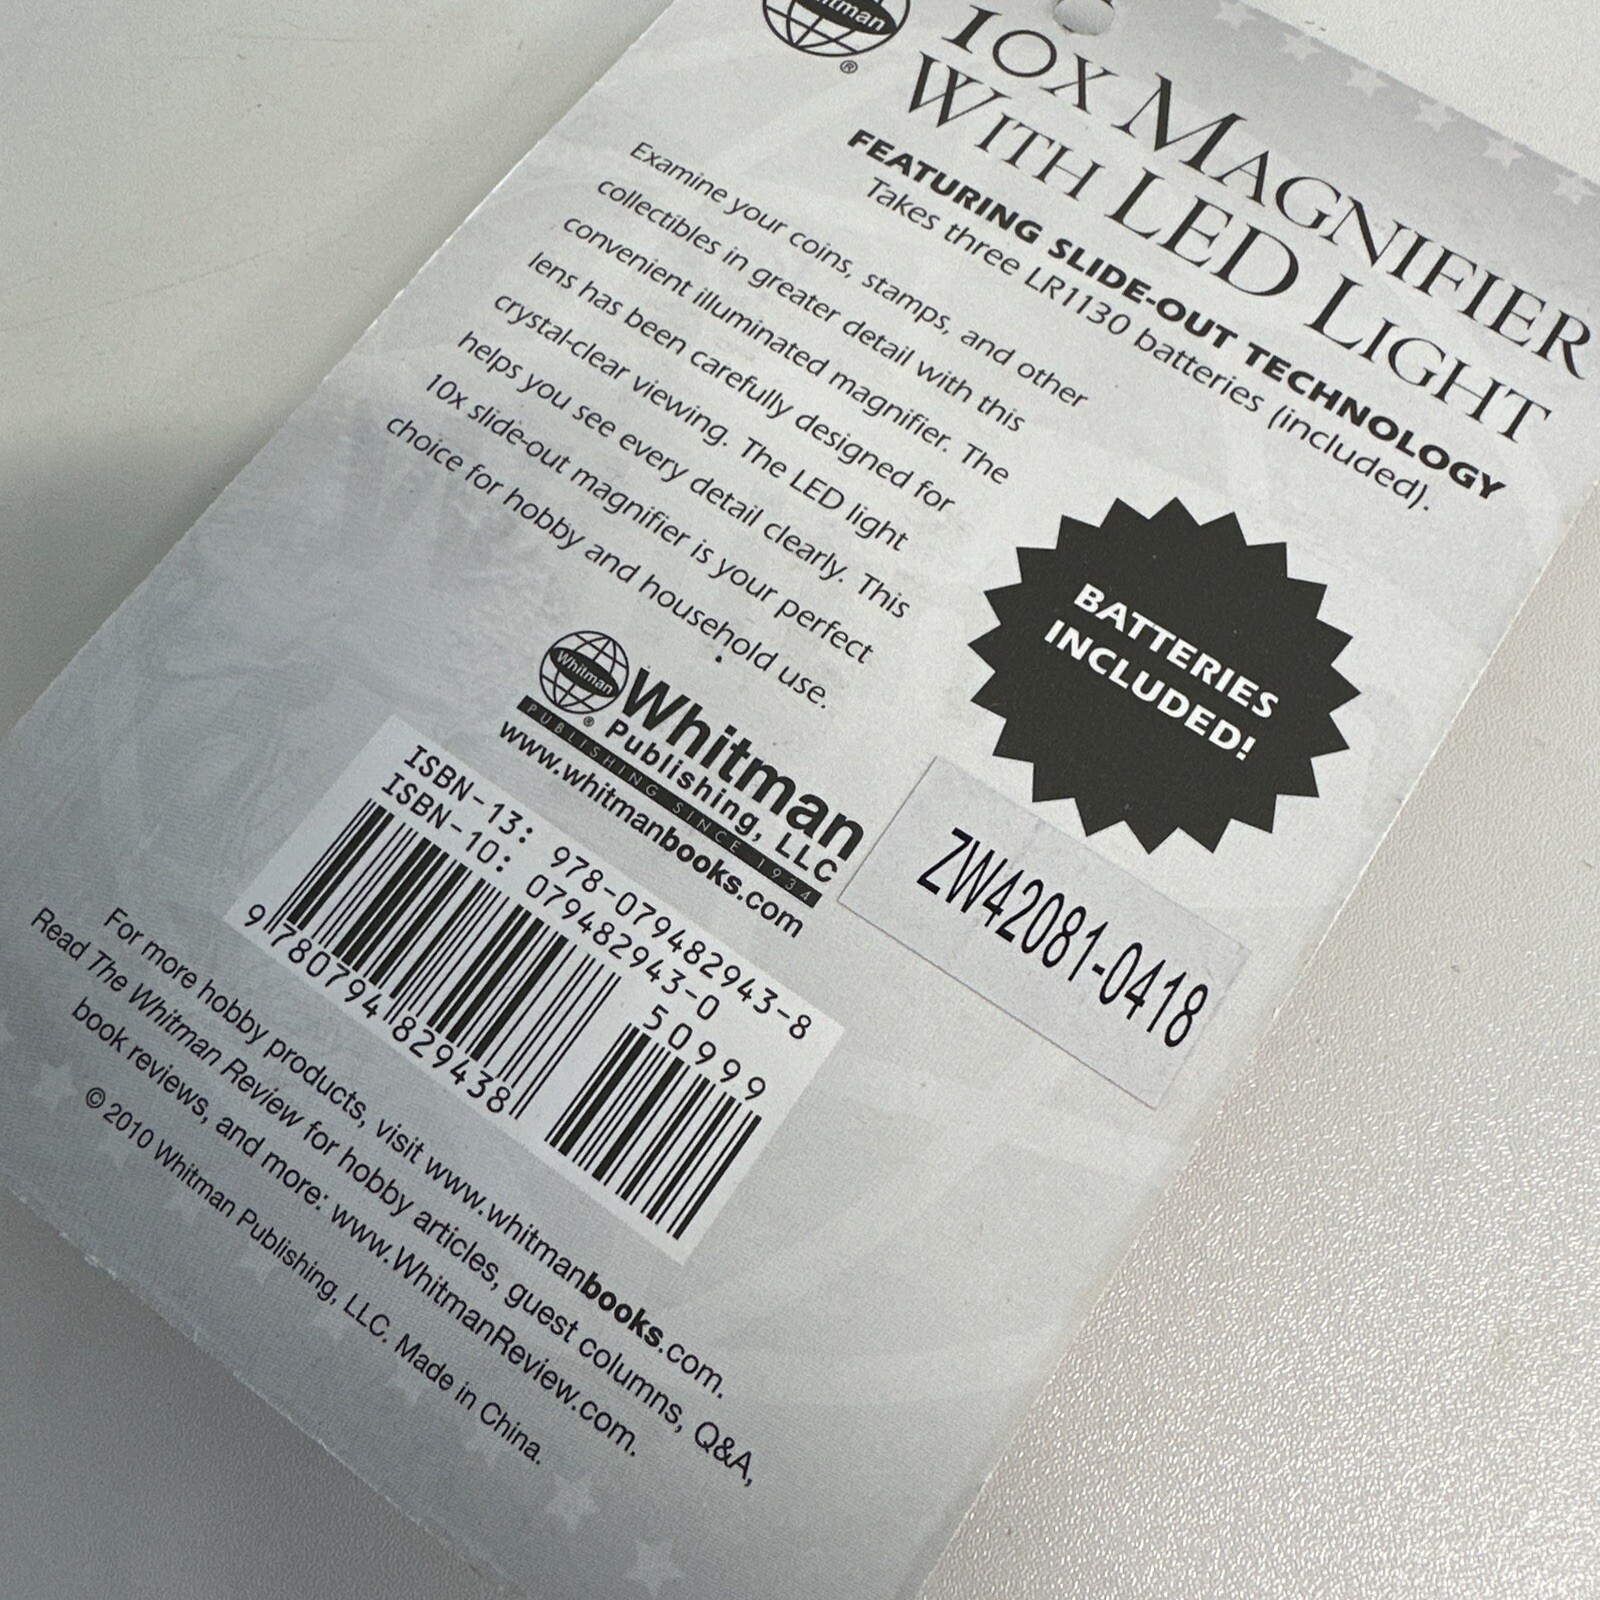 10x Magnifier
With LED Light
FEATURING SLIDE-OUT TECHNOLOGY
Takes three LR1130 batteries (included).
Examine your coins, stamps, and other
collectibles in greater detail with this
convenient illuminated magnifier. The
lens has been carefully designed for
crystal-clear viewing. The LED light
helps you see every detail clearly. This
10x slide-out magnifier is your perfect
choice for hobby and household use.
BATTERIES
INCLUDED!
Whitman
®
Whitman
Publishing, LLC
PUBLISHING SINCE 1934
www.whitmanbooks.com
ZW42081-0418
ISBN-13: 978-079482943-8
ISBN-10: 079482943-0
50999
9 780794 829438
For more hobby products, visit www.whitmanbooks.com.
Read The Whitman Review for hobby articles, guest columns, Q&A,
book reviews, and more: www.WhitmanReview.com.
© 2010 Whitman Publishing, LLC. Made in China.